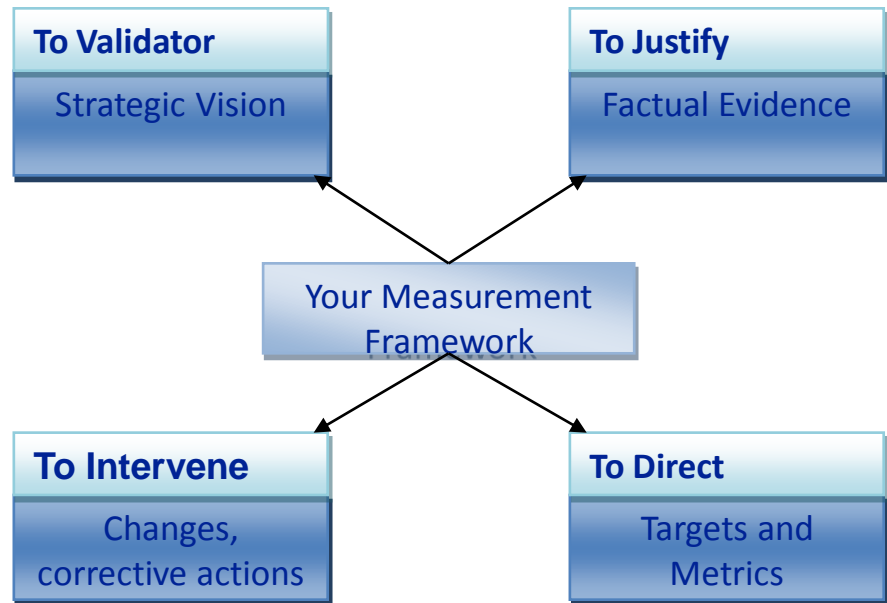 To Validator
Strategic Vision
To Justify
Factual Evidence
Your Measurement
Framework
To Intervene
Changes,
corrective actions
To Direct
Targets and
Metrics